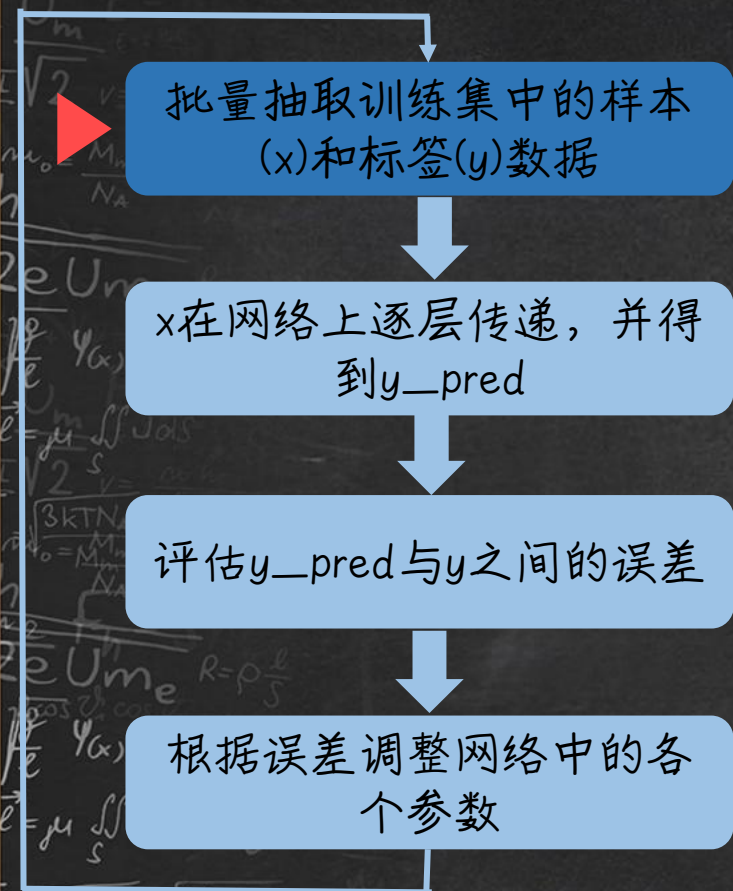 批量抽取训练集中的样本
(x)和标签(y)数据
x在网络上逐层传递，并得
到y_pred
评估y_pred与y之间的误差
根据误差调整网络中的各
个参数